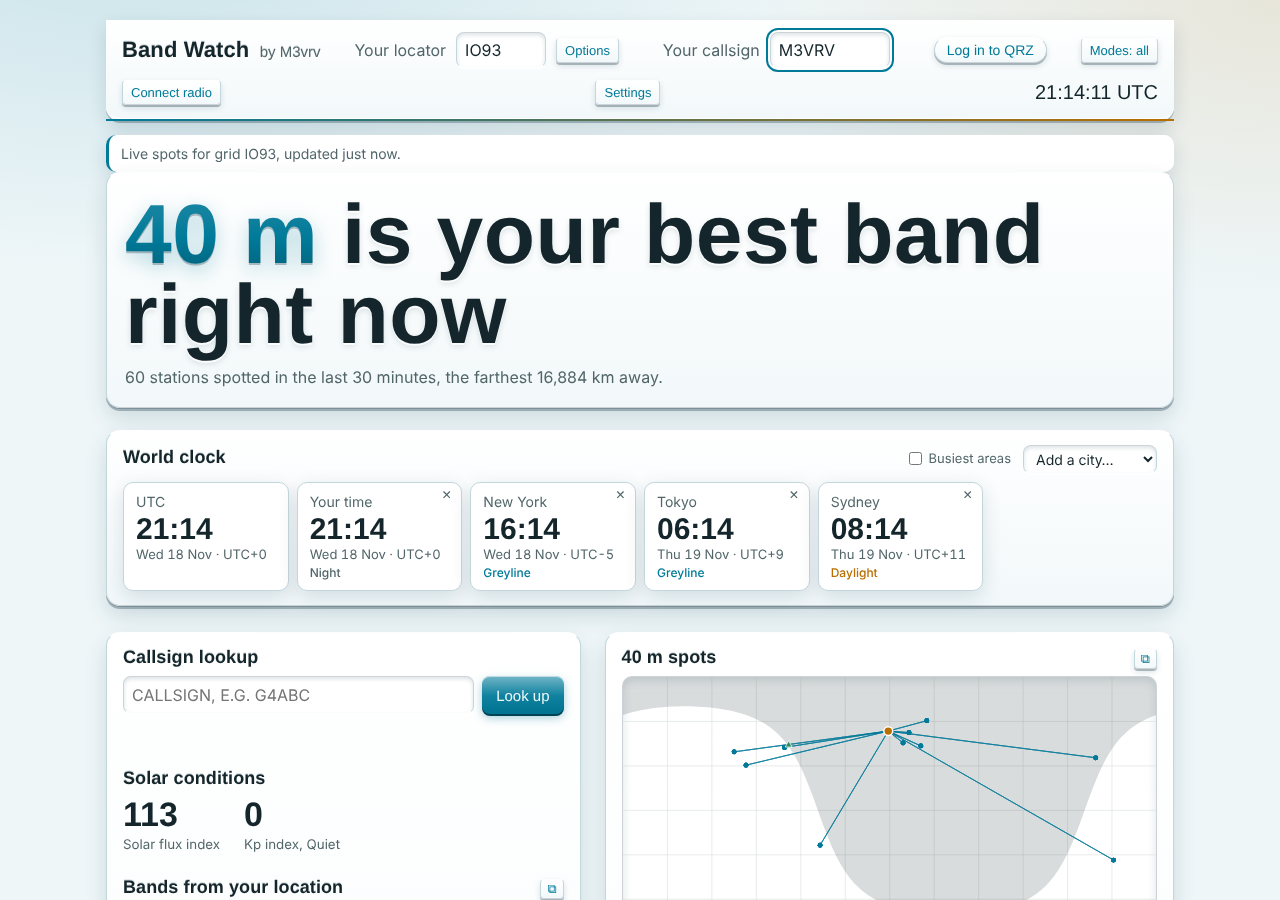 Band Watch by M3vrv Your locator IO93 Options Your callsign M3VRV Log in to QRZ Modes: all
Connect radio Settings 21:14:11 UTC
Live spots for grid IO93, updated just now.
40 m is your best band
right now
60 stations spotted in the last 30 minutes, the farthest 16,884 km away.
World clock Busiest areas Add a city...
UTC Your time × New York × Tokyo × Sydney ×
21:14 21:14 16:14 06:14 08:14
Wed 18 Nov · UTC+0 Wed 18 Nov · UTC+0 Wed 18 Nov · UTC-5 Thu 19 Nov · UTC+9 Thu 19 Nov · UTC+11
Night Greyline Greyline Daylight
Callsign lookup
CALLSIGN, E.G. G4ABC Look up
Solar conditions
113 0
Solar flux index Kp index, Quiet
Bands from your location
40 m spots